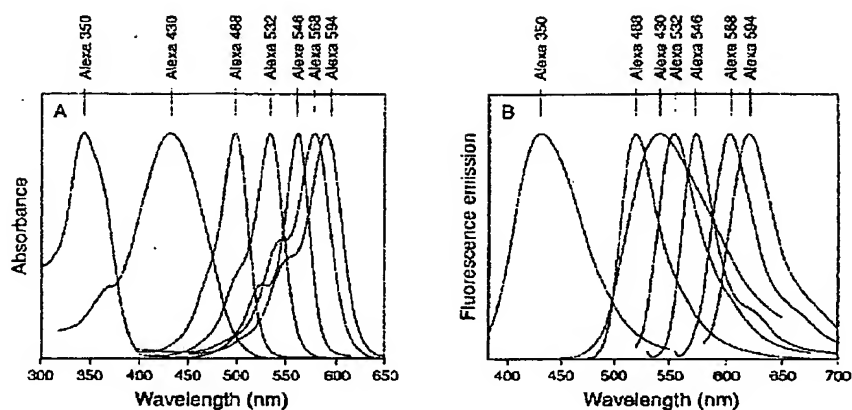 Alexa 350
Alexa 430
Alexa 488
Alexa 532
Alexa 546
Alexa 568
Alexa 594
A
Absorbance
300 350 400 450 500 550 600 650
Wavelength (nm)
Alexa 350
Alexa 488
Alexa 430
Alexa 532
Alexa 546
Alexa 568
Alexa 594
B
Fluorescence emission
400 500 550 600 700
Wavelength (nm)